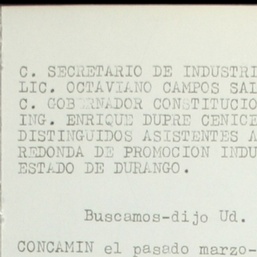 C. SECRETARIO DE INDUSTRI
LIC. OCTAVIANO CAMPOS SAL
C. GOBERNADOR CONSTITUCIO
ING. ENRIQUE DUPRE CENICE
DISTINGUIDOS ASISTENTES A
REDONDA DE PROMOCION INDU
ESTADO DE DURANGO.
Buscamos-dijo Ud.
CONCAMIN el pasado marzo-